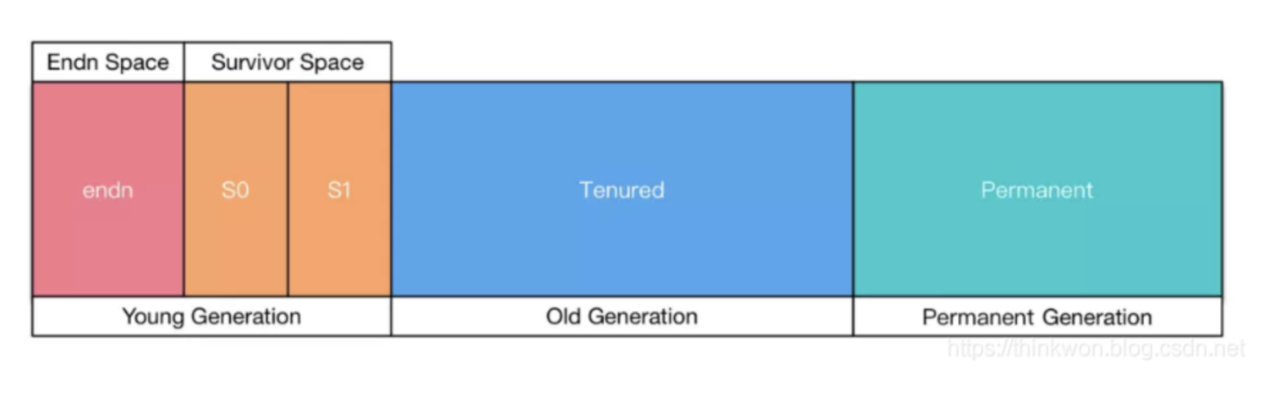 Endn Space Survivor Space
endn S0 S1 Tenured Permanent
Young Generation Old Generation Permanent Generation
https://thinkwon.blog.csdn.net